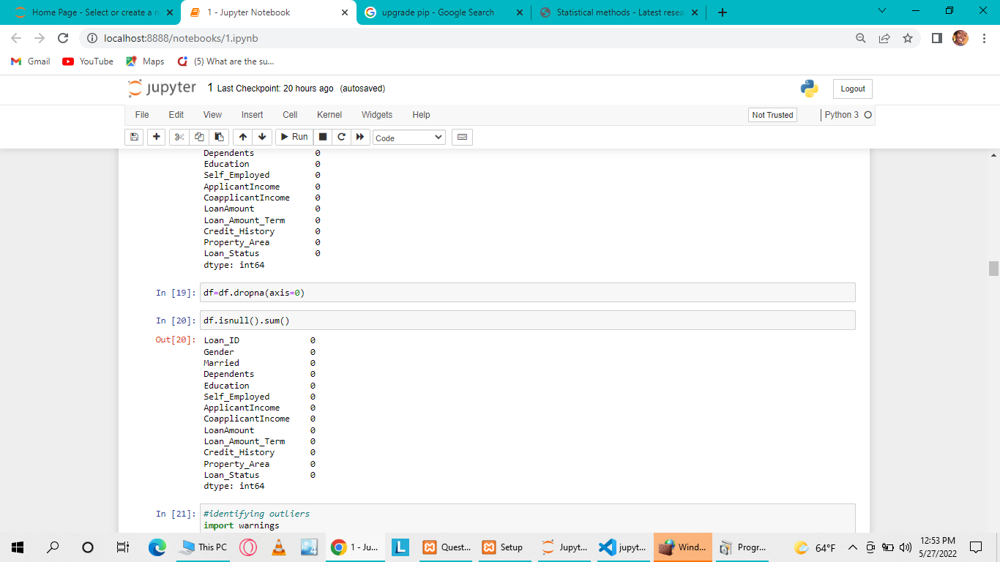 Home Page - Select or create a n
1 - Jupyter Notebook
upgrade pip - Google Search
Statistical methods - Latest resea
localhost:8888/notebooks/1.ipynb
Gmail
YouTube
Maps
(5) What are the su...
jupyter 1 Last Checkpoint: 20 hours ago (autosaved)
Logout
File Edit View Insert Cell Kernel Widgets Help
Not Trusted
Python 3
Run
Code
Dependents 0
Education 0
Self_Employed 0
ApplicantIncome 0
CoapplicantIncome 0
LoanAmount 0
Loan_Amount_Term 0
Credit_History 0
Property_Area 0
Loan_Status 0
dtype: int64
In [19]: df=df.dropna(axis=0)
In [20]: df.isnull().sum()
Out[20]: Loan_ID 0
Gender 0
Married 0
Dependents 0
Education 0
Self_Employed 0
ApplicantIncome 0
CoapplicantIncome 0
LoanAmount 0
Loan_Amount_Term 0
Credit_History 0
Property_Area 0
Loan_Status 0
dtype: int64
In [21]: #identifying outliers
import warnings
This PC
1 - Ju...
L
Quest...
Setup
Jupyt...
jupyt...
Wind...
Progr...
64°F
12:53 PM
5/27/2022